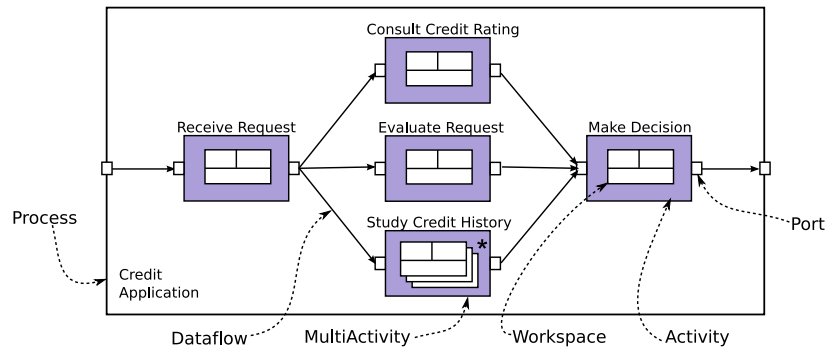 Consult Credit Rating
Receive Request
Evaluate Request
Make Decision
Process
Study Credit History
*
Port
Credit
Application
Dataflow
MultiActivity
Workspace
Activity